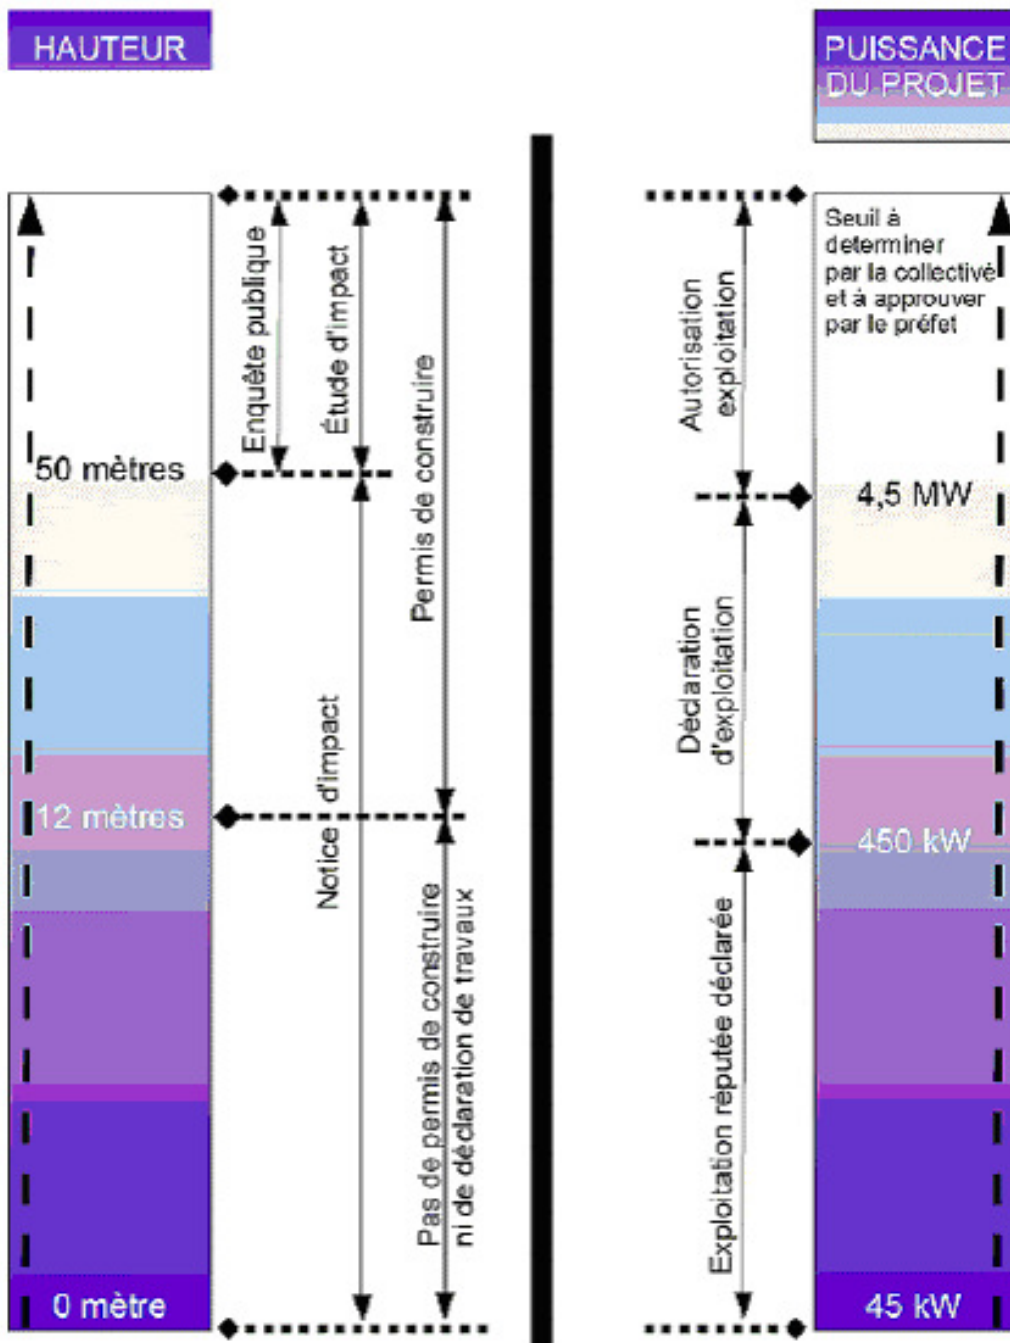 HAUTEUR
50 mètres
12 mètres
0 mètre
Enquête publique
Étude d'impact
Permis de construire
Notice d'impact
Pas de permis de construire
ni de déclaration de travaux
PUISSANCE
DU PROJET
Seuil à
determiner
par la collectivé
et à approuver
par le préfet
Autorisation
exploitation
4,5 MW
Déclaration
d'exploitation
450 kW
Exploitation réputée déclarée
45 kW